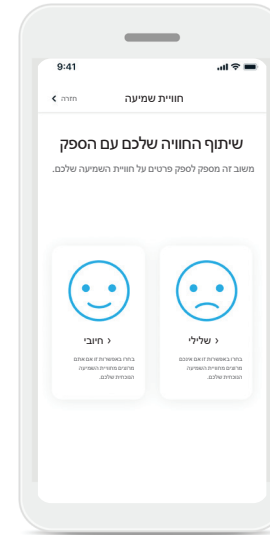 9:41
חוויית שמיעה
חזרה
שיתוף החוויה שלכם עם הספק
משוב זה מספק לספק פרטים על חוויית השמיעה שלכם.
שלילי
בחרו באפשרות זו אם אינכם
מרוצים מחוויית השמיעה
הנוכחית שלכם.
חיובי
בחרו באפשרות זו אם אתם
מרוצים מחוויית השמיעה
הנוכחית שלכם.